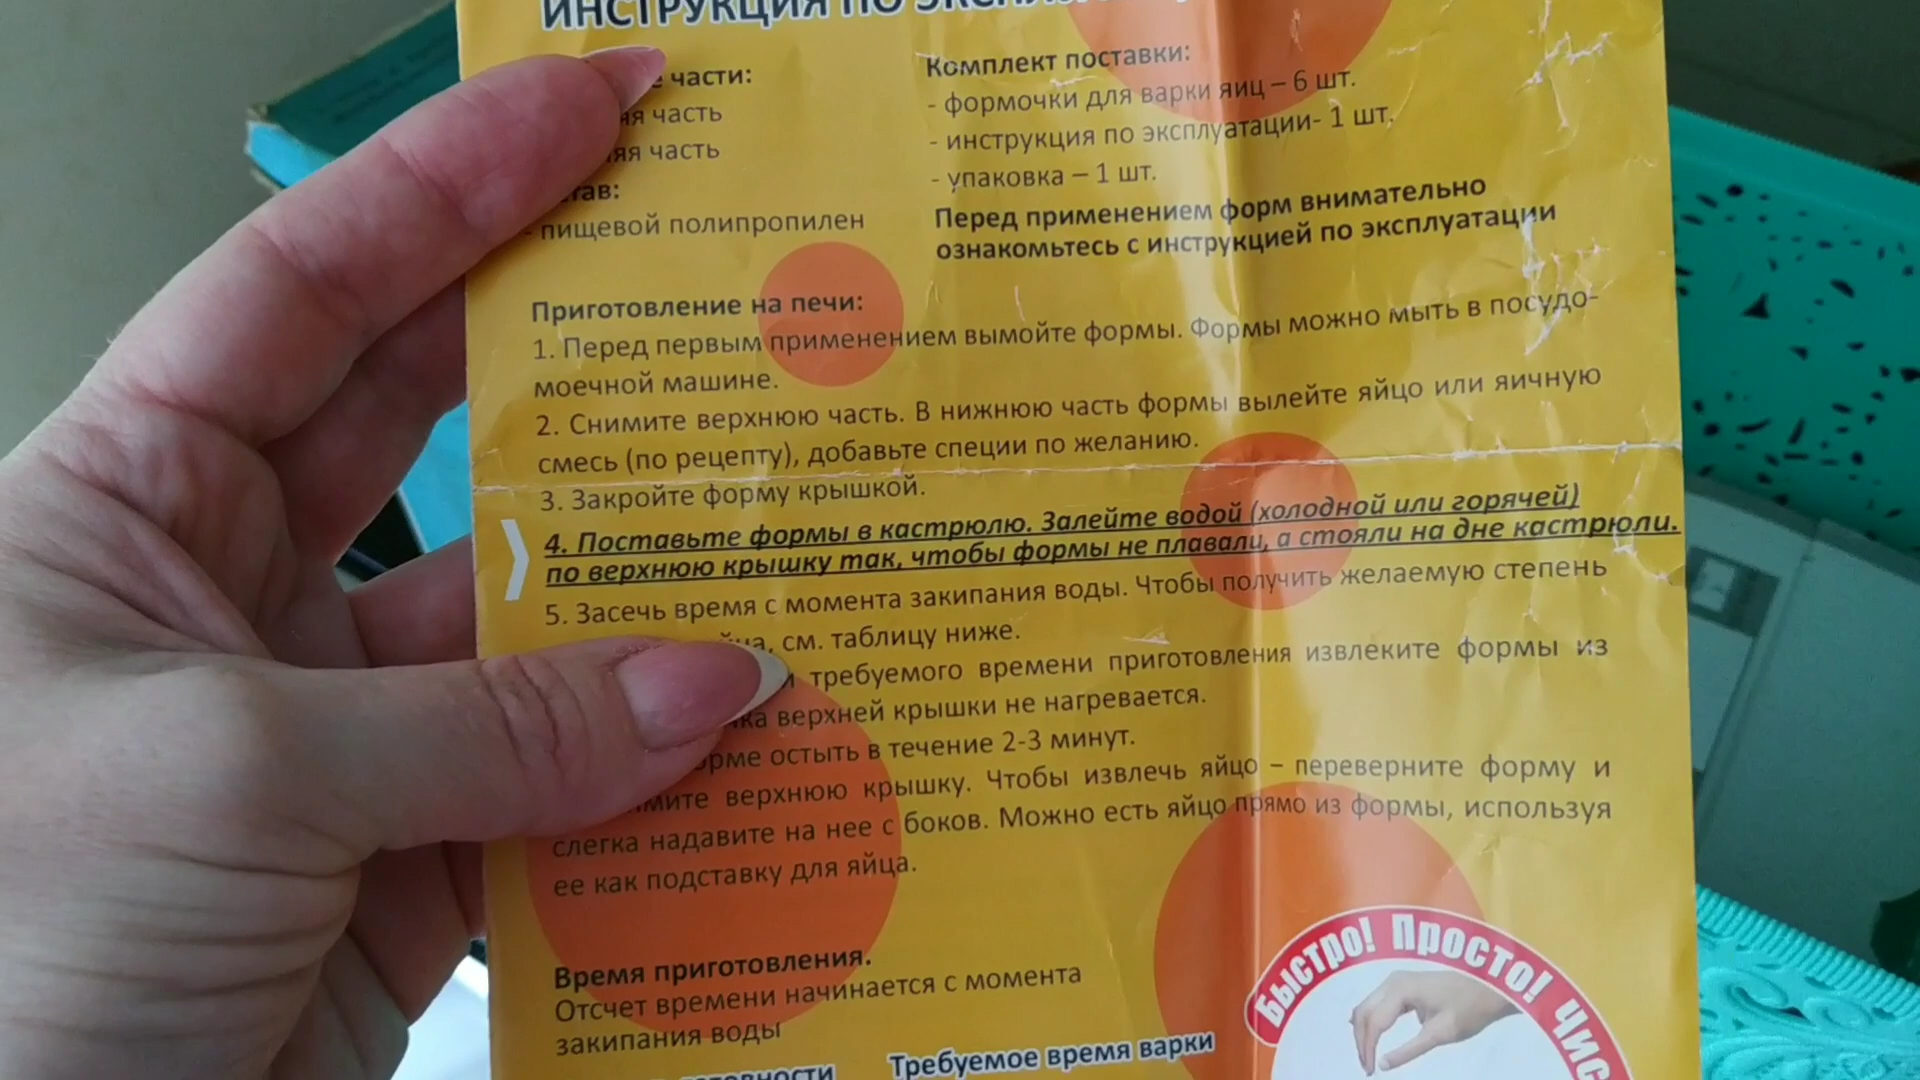 ИНСТРУКЦИЯ ПО
части:
часть
часть
- пищевой полипропилен
Комплект поставки:
- формочки для варки яиц – 6 шт.
- инструкция по эксплуатации- 1 шт.
- упаковка – 1 шт.
Перед применением форм внимательно
ознакомьтесь с инструкцией по эксплуатации
Приготовление на печи:
1. Перед первым применением вымойте формы. Формы можно мыть в посудо-
моечной машине.
2. Снимите верхнюю часть. В нижнюю часть формы вылейте яйцо или яичную
смесь (по рецепту), добавьте специи по желанию.
3. Закройте форму крышкой.
4. Поставьте формы в кастрюлю. Залейте водой (холодной или горячей)
по верхнюю крышку так, чтобы формы не плавали, а стояли на дне кастрюли.
5. Засечь время с момента закипания воды. Чтобы получить желаемую степень
см. таблицу ниже.
требуемого времени приготовления извлеките формы из
верхней крышки не нагревается.
остыть в течение 2-3 минут.
верхнюю крышку. Чтобы извлечь яйцо – переверните форму и
слегка надавите на нее с боков. Можно есть яйцо прямо из формы, используя
ее как подставку для яйца.
Время приготовления.
Отсчет времени начинается с момента
закипания воды
Требуемое время варки
Быстро! Просто!